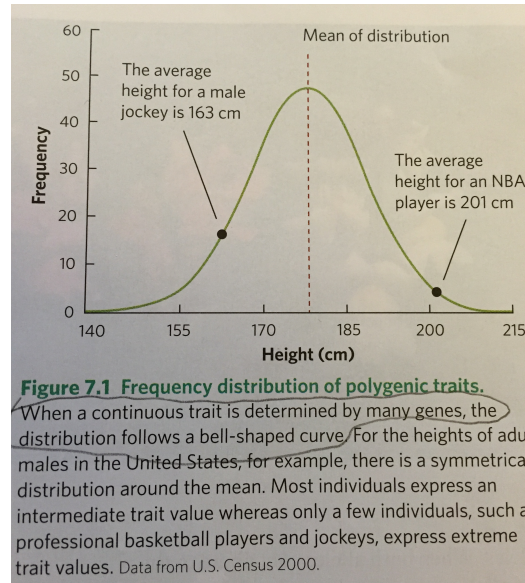 60
Mean of distribution
50
The average
height for a male
jockey is 163 cm
40
Frequency
30
The average
height for an NBA
player is 201 cm
20
10
0
140 155 170 185 200 215
Height (cm)
Figure 7.1 Frequency distribution of polygenic traits.
When a continuous trait is determined by many genes, the
distribution follows a bell-shaped curve. For the heights of adu
males in the United States, for example, there is a symmetrica
distribution around the mean. Most individuals express an
intermediate trait value whereas only a few individuals, such a
professional basketball players and jockeys, express extreme
trait values. Data from U.S. Census 2000.